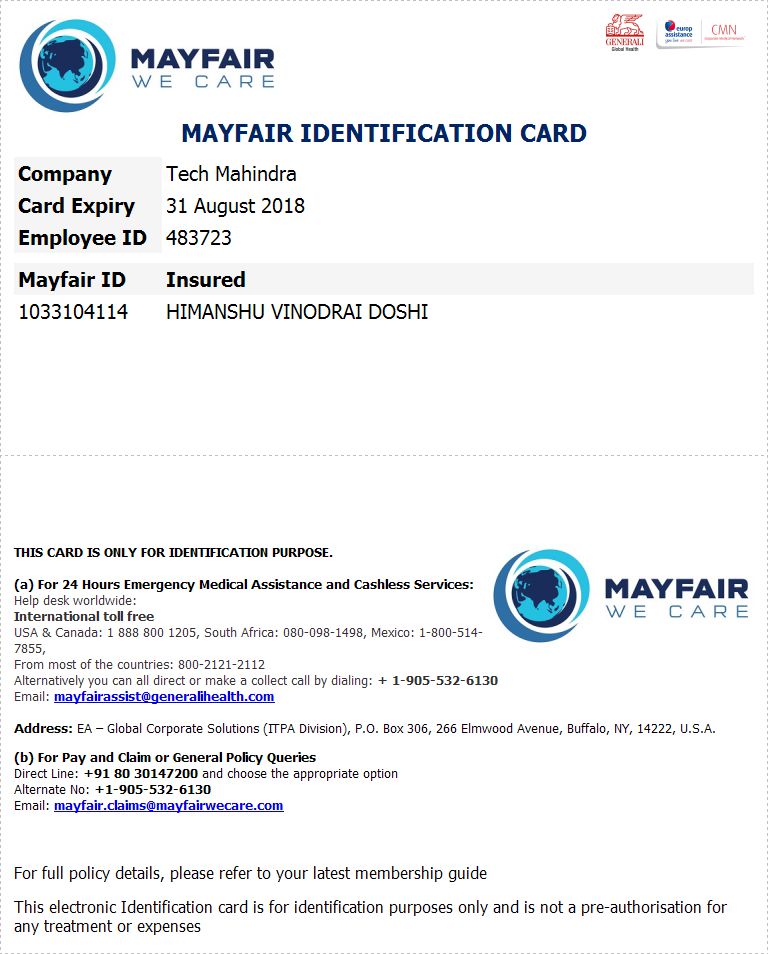 MAYFAIR
WE CARE
GENERALI
Global Health
europ
assistance
you live we care
CMN
MAYFAIR IDENTIFICATION CARD
Company Tech Mahindra
Card Expiry 31 August 2018
Employee ID 483723
Mayfair ID Insured
1033104114 HIMANSHU VINODRAI DOSHI
THIS CARD IS ONLY FOR IDENTIFICATION PURPOSE.
(a) For 24 Hours Emergency Medical Assistance and Cashless Services:
Help desk worldwide:
International toll free
USA & Canada: 1 888 800 1205, South Africa: 080-098-1498, Mexico: 1-800-514-
7855,
From most of the countries: 800-2121-2112
Alternatively you can all direct or make a collect call by dialing: + 1-905-532-6130
Email: mayfairassist@generalihealth.com
MAYFAIR
WE CARE
Address: EA – Global Corporate Solutions (ITPA Division), P.O. Box 306, 266 Elmwood Avenue, Buffalo, NY, 14222, U.S.A.
(b) For Pay and Claim or General Policy Queries
Direct Line: +91 80 30147200 and choose the appropriate option
Alternate No: +1-905-532-6130
Email: mayfair.claims@mayfairwecare.com
For full policy details, please refer to your latest membership guide
This electronic Identification card is for identification purposes only and is not a pre-authorisation for
any treatment or expenses